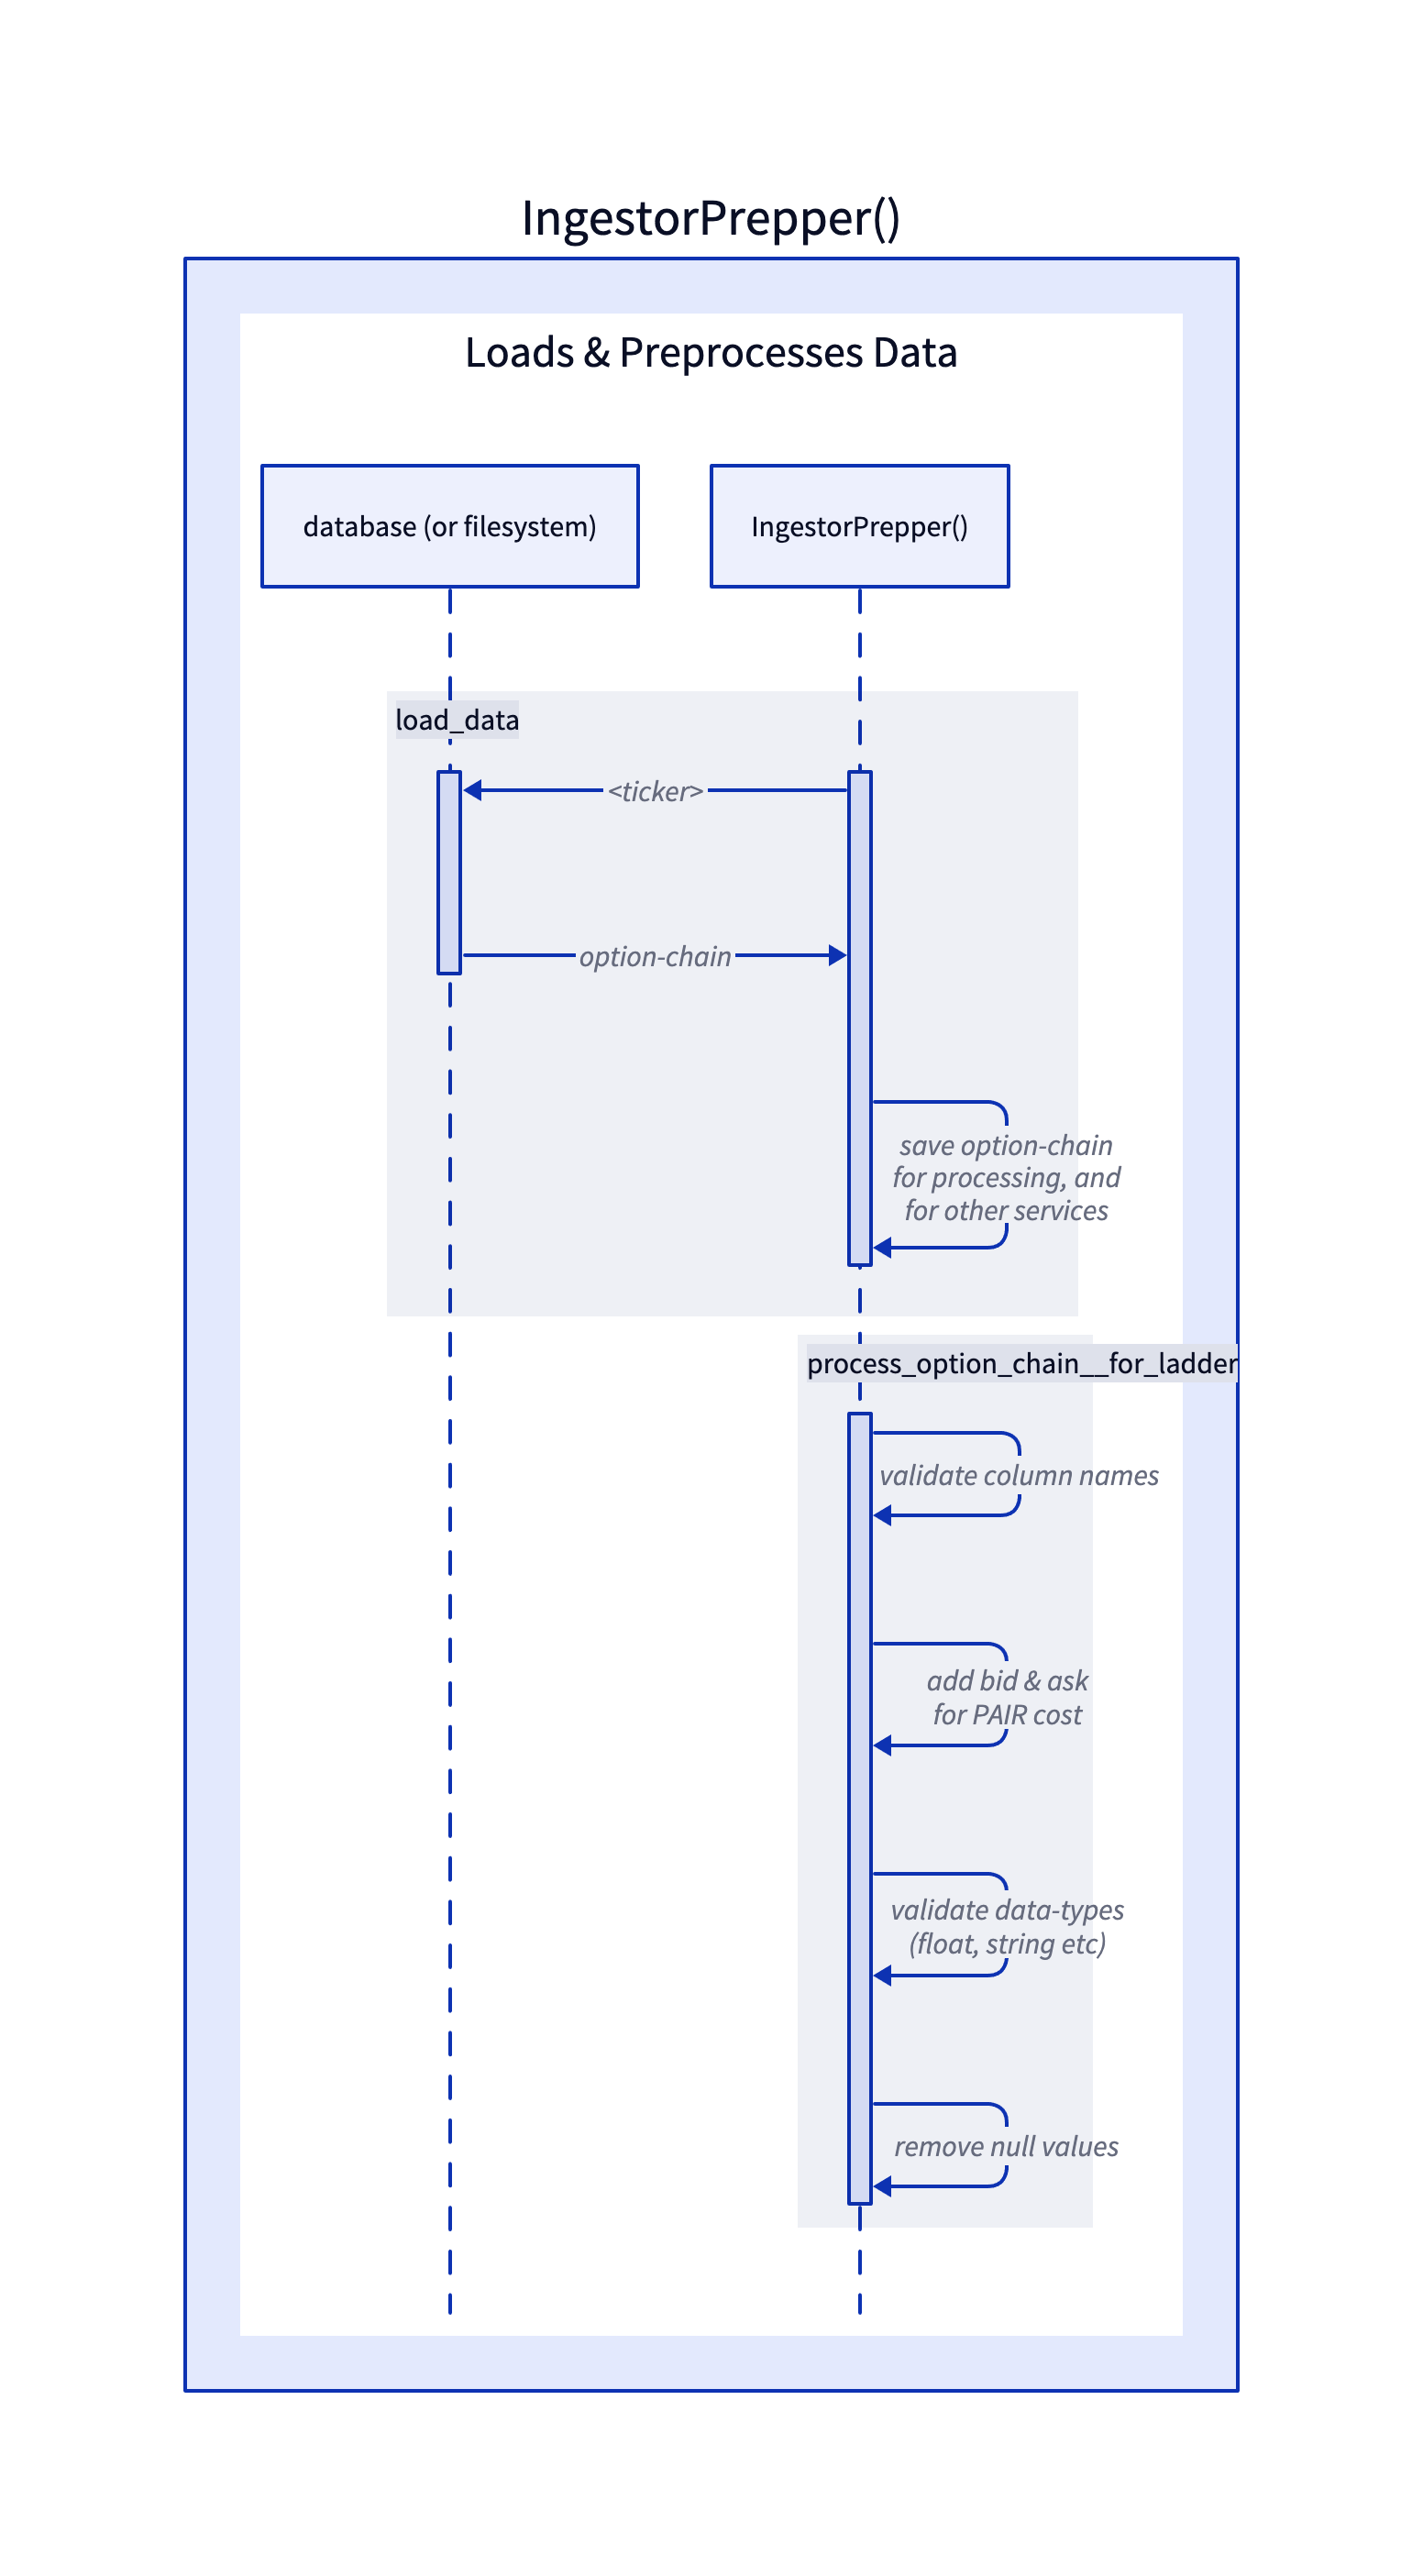 IngestorPrepper()
Loads & Preprocesses Data
database (or filesystem)
IngestorPrepper()
load_data
<ticker>
option-chain
save option-chain
for processing, and
for other services
process_option_chain__for_ladder
validate column names
add bid & ask
for PAIR cost
validate data-types
(float, string etc)
remove null values